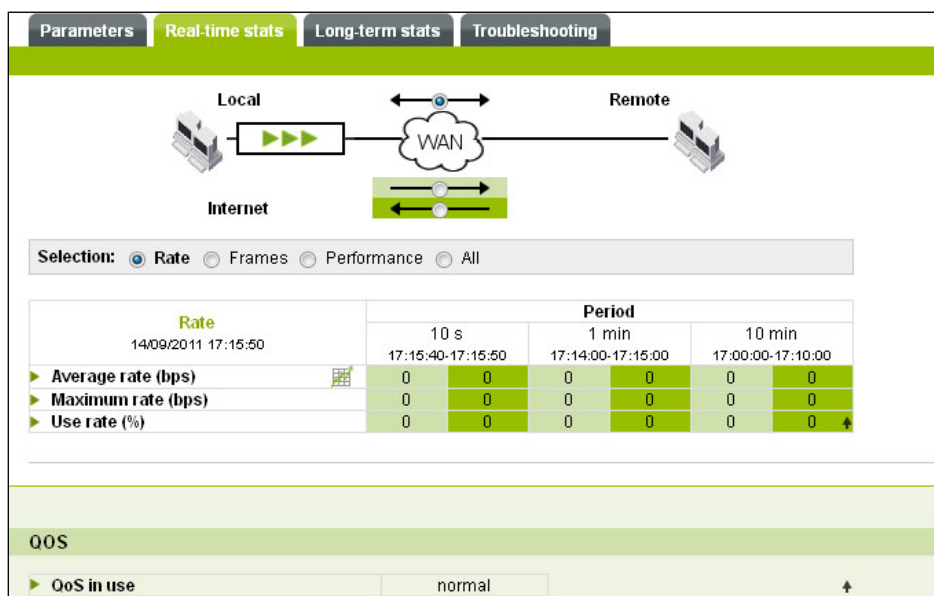 Parameters Real-time stats Long-term stats Troubleshooting
Local Remote
WAN
Internet
Selection: Rate Frames Performance All
Rate Period
14/09/2011 17:15:50 10 s 1 min 10 min
17:15:40-17:15:50 17:14:00-17:15:00 17:00:00-17:10:00
Average rate (bps) 0 0 0 0 0 0
Maximum rate (bps) 0 0 0 0 0 0
Use rate (%) 0 0 0 0 0 0
QOS
QoS in use normal